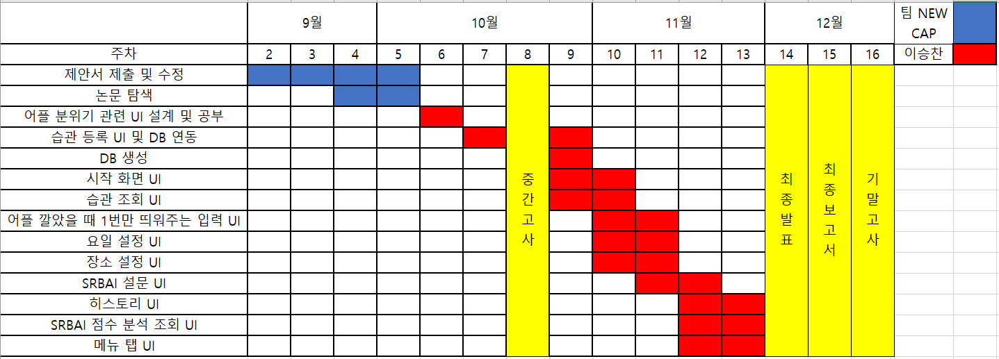 9월 10월 11월 12월 팀 NEW
CAP
주차 2 3 4 5 6 7 8 9 10 11 12 13 14 15 16 이승찬
제안서 제출 및 수정
논문 탐색
어플 분위기 관련 UI 설계 및 공부
습관 등록 UI 및 DB 연동
DB 생성
시작 화면 UI
습관 조회 UI
어플 깔았을 때 1번만 띄워주는 입력 UI
요일 설정 UI
장소 설정 UI
SRBAI 설문 UI
히스토리 UI
SRBAI 점수 분석 조회 UI
메뉴 탭 UI
중간고사
최종발표
최종보고서
기말고사